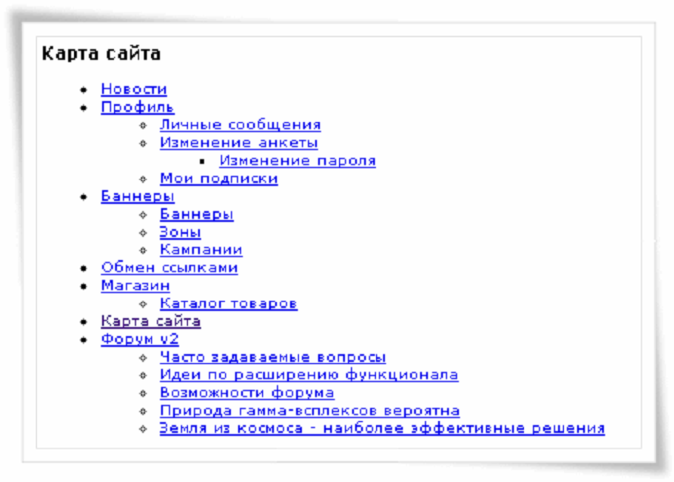 Карта сайта
Новости
Профиль
Личные сообщения
Изменение анкеты
Изменение пароля
Мои подписки
Баннеры
Баннеры
Зоны
Кампании
Обмен ссылками
Магазин
Каталог товаров
Карта сайта
Форум v2
Часто задаваемые вопросы
Идеи по расширению функционала
Возможности форума
Природа гамма-всплексов вероятна
Земля из космоса - наиболее эффективные решения